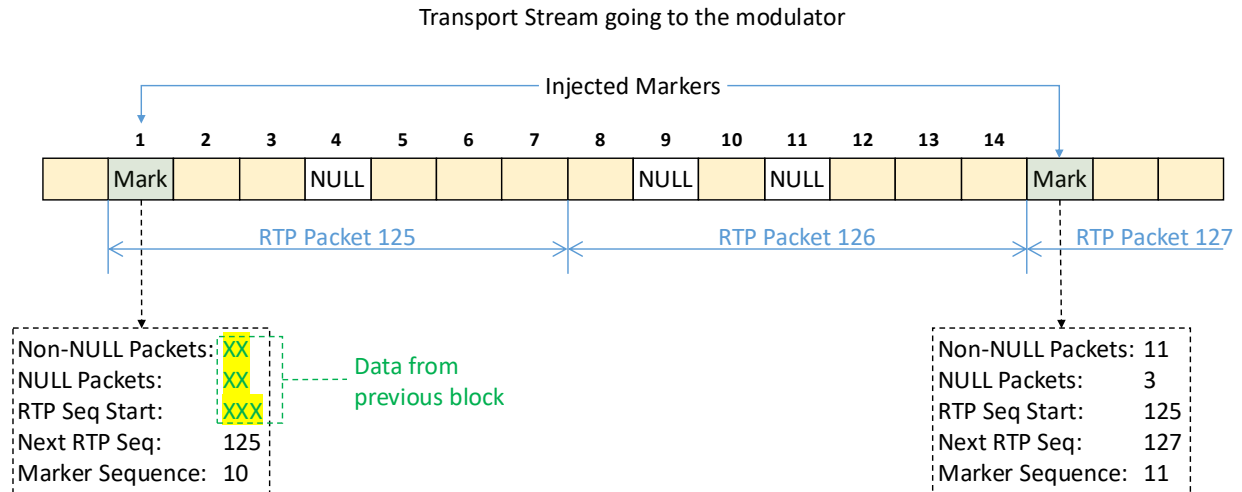 Transport Stream going to the modulator
Injected Markers
1 2 3 4 5 6 7 8 9 10 11 12 13 14
Mark NULL NULL NULL Mark
RTP Packet 125 RTP Packet 126 RTP Packet 127
Non-NULL Packets: XX
NULL Packets: XX
RTP Seq Start: XXX
Next RTP Seq: 125
Marker Sequence: 10
Data from
previous block
Non-NULL Packets: 11
NULL Packets: 3
RTP Seq Start: 125
Next RTP Seq: 127
Marker Sequence: 11